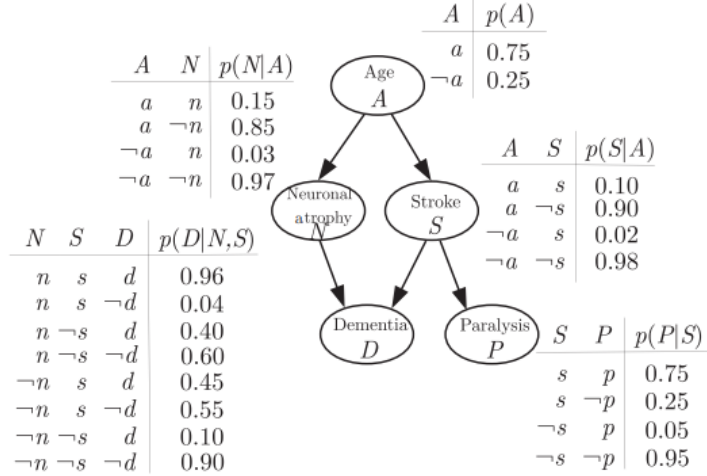 A p(A)
a 0.75
¬a 0.25
A N p(N|A)
a n 0.15
a ¬n 0.85
¬a n 0.03
¬a ¬n 0.97
Age
A
A S p(S|A)
a s 0.10
a ¬s 0.90
¬a s 0.02
¬a ¬s 0.98
Neuronal
atrophy
N
Stroke
S
N S D p(D|N,S)
n s d 0.96
n s ¬d 0.04
n ¬s d 0.40
n ¬s ¬d 0.60
¬n s d 0.45
¬n s ¬d 0.55
¬n ¬s d 0.10
¬n ¬s ¬d 0.90
Dementia
D
Paralysis
P
S P p(P|S)
s p 0.75
s ¬p 0.25
¬s p 0.05
¬s ¬p 0.95